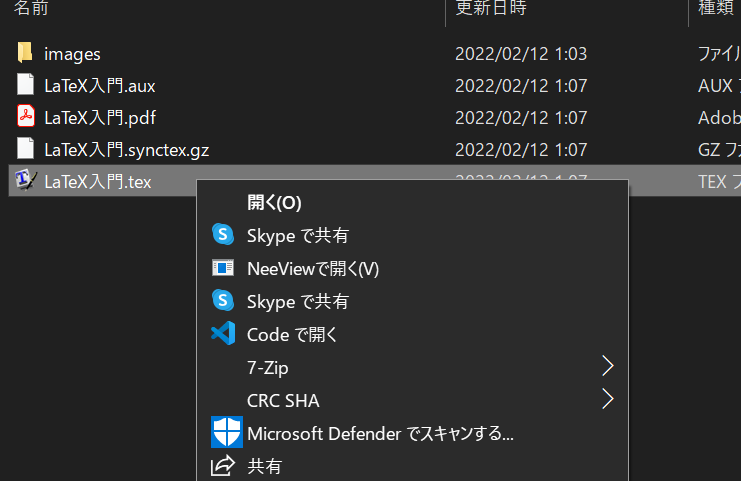 名前 更新日時 種類
images 2022/02/12 1:03 ファイル
LaTeX入門.aux 2022/02/12 1:07 AUX
LaTeX入門.pdf 2022/02/12 1:07 Adob
LaTeX入門.synctex.gz 2022/02/12 1:07 GZ フ
LaTeX入門.tex 2022/02/12 1:07 TEX フ
開く(O)
Skype で共有
NeeViewで開く(V)
Skype で共有
Code で開く
7-Zip
CRC SHA
Microsoft Defender でスキャンする...
共有